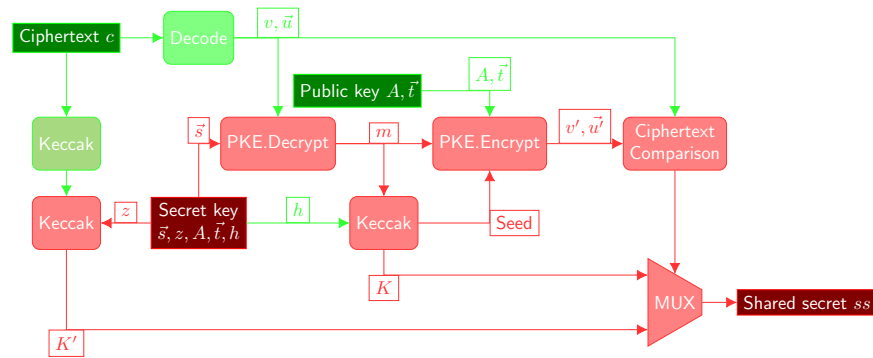 Ciphertext c
Decode
v, u⃗
Public key A, t⃗
A, t⃗
Keccak
s⃗
PKE.Decrypt
m
PKE.Encrypt
v′, u⃗′
Ciphertext
Comparison
Keccak
z
Secret key
s⃗, z, A, t⃗, h
h
Keccak
Seed
K
MUX
Shared secret ss
K′